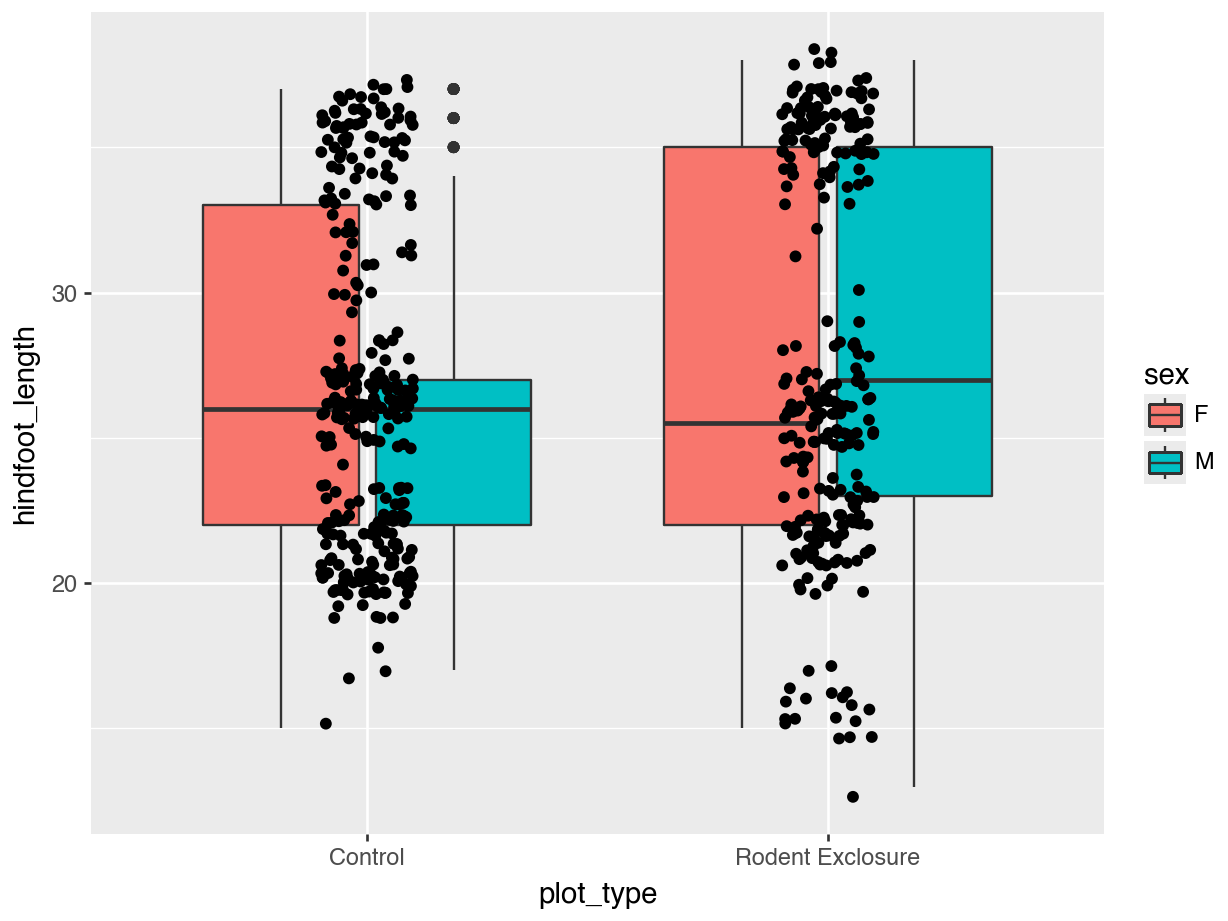 hindfoot_length
30
20
Control
Rodent Exclosure
plot_type
sex
F
M